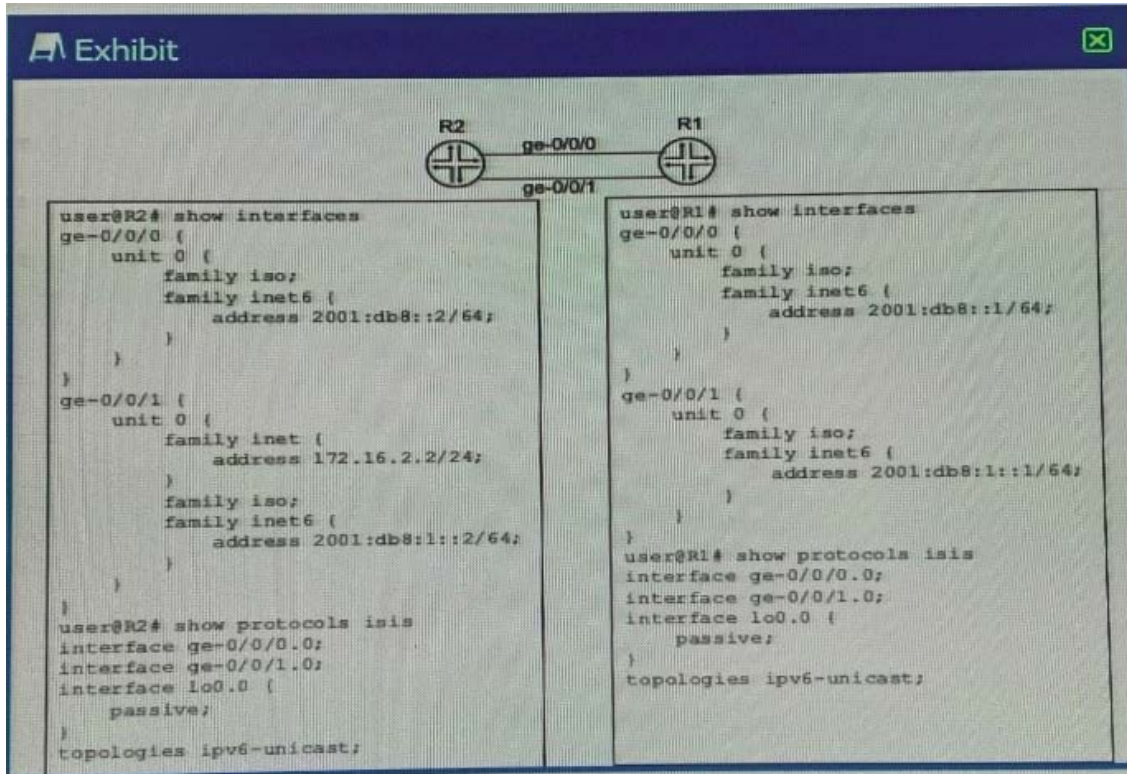 Exhibit
R2
R1
ge-0/0/0
ge-0/0/1
user@R2# show interfaces
ge-0/0/0 {
unit 0 {
family iso;
family inet6 {
address 2001:db8::2/64;
}
}
}
ge-0/0/1 {
unit 0 {
family inet {
address 172.16.2.2/24;
}
family iso;
family inet6 {
address 2001:db8:1::2/64;
}
}
}
user@R2# show protocols isis
interface ge-0/0/0.0;
interface ge-0/0/1.0;
interface lo0.0 {
passive;
}
topologies ipv6-unicast;
user@R1# show interfaces
ge-0/0/0 {
unit 0 {
family iso;
family inet6 {
address 2001:db8::1/64;
}
}
}
ge-0/0/1 {
unit 0 {
family iso;
family inet6 {
address 2001:db8:1::1/64;
}
}
}
user@R1# show protocols isis
interface ge-0/0/0.0;
interface ge-0/0/1.0;
interface lo0.0 {
passive;
}
topologies ipv6-unicast;